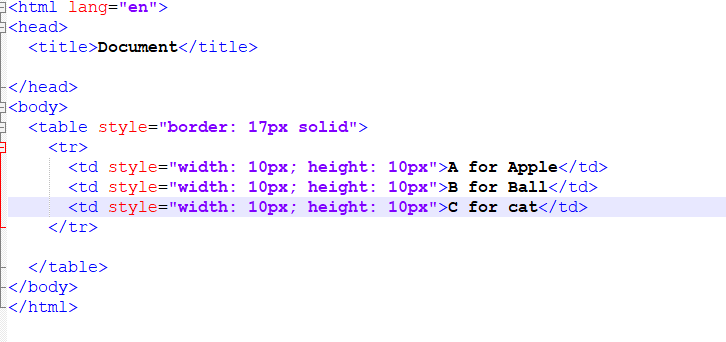 <html lang="en">
<head>
  <title>Document</title>

</head>
<body>
  <table style="border: 17px solid">
    <tr>
      <td style="width: 10px; height: 10px">A for Apple</td>
      <td style="width: 10px; height: 10px">B for Ball</td>
      <td style="width: 10px; height: 10px">C for cat</td>
    </tr>

  </table>
</body>
</html>